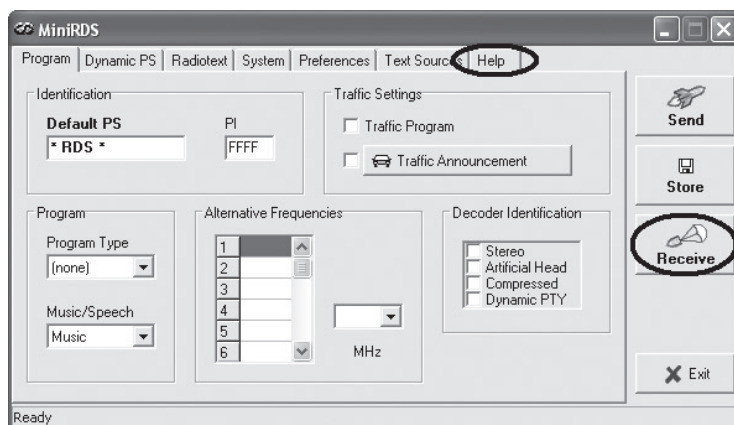 MiniRDS
Program Dynamic PS Radiotext System Preferences Text Sources Help
Identification
Default PS
* RDS *
PI
FFFF
Traffic Settings
Traffic Program
Traffic Announcement
Send
Store
Receive
Exit
Program
Program Type
(none)
Music/Speech
Music
Alternative Frequencies
1
2
3
4
5
6
MHz
Decoder Identification
Stereo
Artificial Head
Compressed
Dynamic PTY
Ready